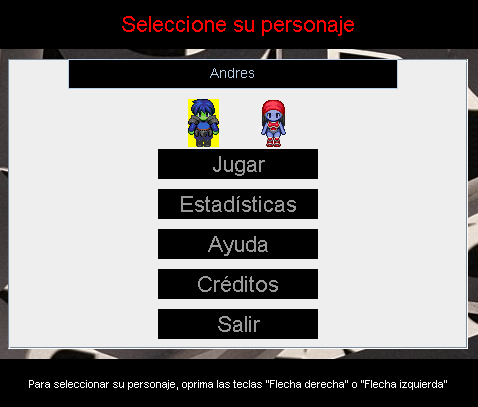 Seleccione su personaje
Andres
Jugar
Estadísticas
Ayuda
Créditos
Salir
Para seleccionar su personaje, oprima las teclas "Flecha derecha" o "Flecha izquierda"